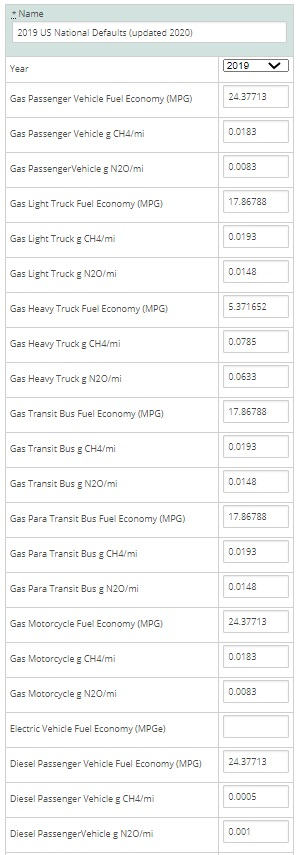 * Name
2019 US National Defaults (updated 2020)
Year 2019
Gas Passenger Vehicle Fuel Economy (MPG) 24.37713
Gas Passenger Vehicle g CH4/mi 0.0183
Gas PassengerVehicle g N2O/mi 0.0083
Gas Light Truck Fuel Economy (MPG) 17.86788
Gas Light Truck g CH4/mi 0.0193
Gas Light Truck g N2O/mi 0.0148
Gas Heavy Truck Fuel Economy (MPG) 5.371652
Gas Heavy Truck g CH4/mi 0.0785
Gas Heavy Truck g N2O/mi 0.0633
Gas Transit Bus Fuel Economy (MPG) 17.86788
Gas Transit Bus g CH4/mi 0.0193
Gas Transit Bus g N2O/mi 0.0148
Gas Para Transit Bus Fuel Economy (MPG) 17.86788
Gas Para Transit Bus g CH4/mi 0.0193
Gas Para Transit Bus g N2O/mi 0.0148
Gas Motorcycle Fuel Economy (MPG) 24.37713
Gas Motorcycle g CH4/mi 0.0183
Gas Motorcycle g N2O/mi 0.0083
Electric Vehicle Fuel Economy (MPGe)
Diesel Passenger Vehicle Fuel Economy (MPG) 24.37713
Diesel Passenger Vehicle g CH4/mi 0.0005
Diesel PassengerVehicle g N2O/mi 0.001